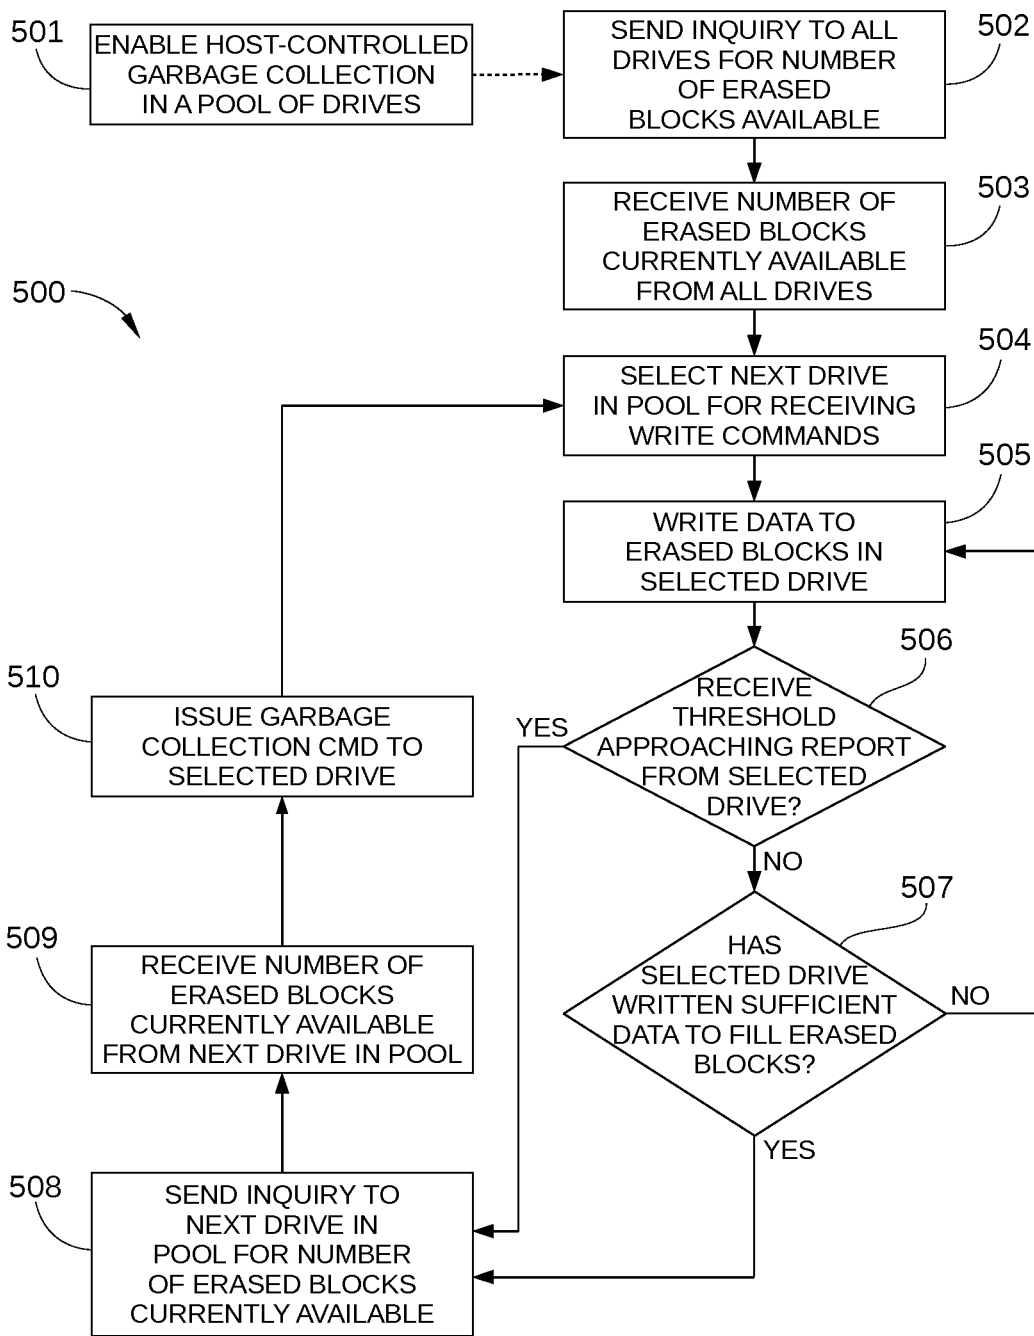 501
ENABLE HOST-CONTROLLED
GARBAGE COLLECTION
IN A POOL OF DRIVES
502
SEND INQUIRY TO ALL
DRIVES FOR NUMBER
OF ERASED
BLOCKS AVAILABLE
503
RECEIVE NUMBER OF
ERASED BLOCKS
CURRENTLY AVAILABLE
FROM ALL DRIVES
500
504
SELECT NEXT DRIVE
IN POOL FOR RECEIVING
WRITE COMMANDS
505
WRITE DATA TO
ERASED BLOCKS IN
SELECTED DRIVE
506
RECEIVE
THRESHOLD
APPROACHING REPORT
FROM SELECTED
DRIVE?
YES
NO
507
HAS
SELECTED DRIVE
WRITTEN SUFFICIENT
DATA TO FILL ERASED
BLOCKS?
NO
YES
508
SEND INQUIRY TO
NEXT DRIVE IN
POOL FOR NUMBER
OF ERASED BLOCKS
CURRENTLY AVAILABLE
509
RECEIVE NUMBER OF
ERASED BLOCKS
CURRENTLY AVAILABLE
FROM NEXT DRIVE IN POOL
510
ISSUE GARBAGE
COLLECTION CMD TO
SELECTED DRIVE